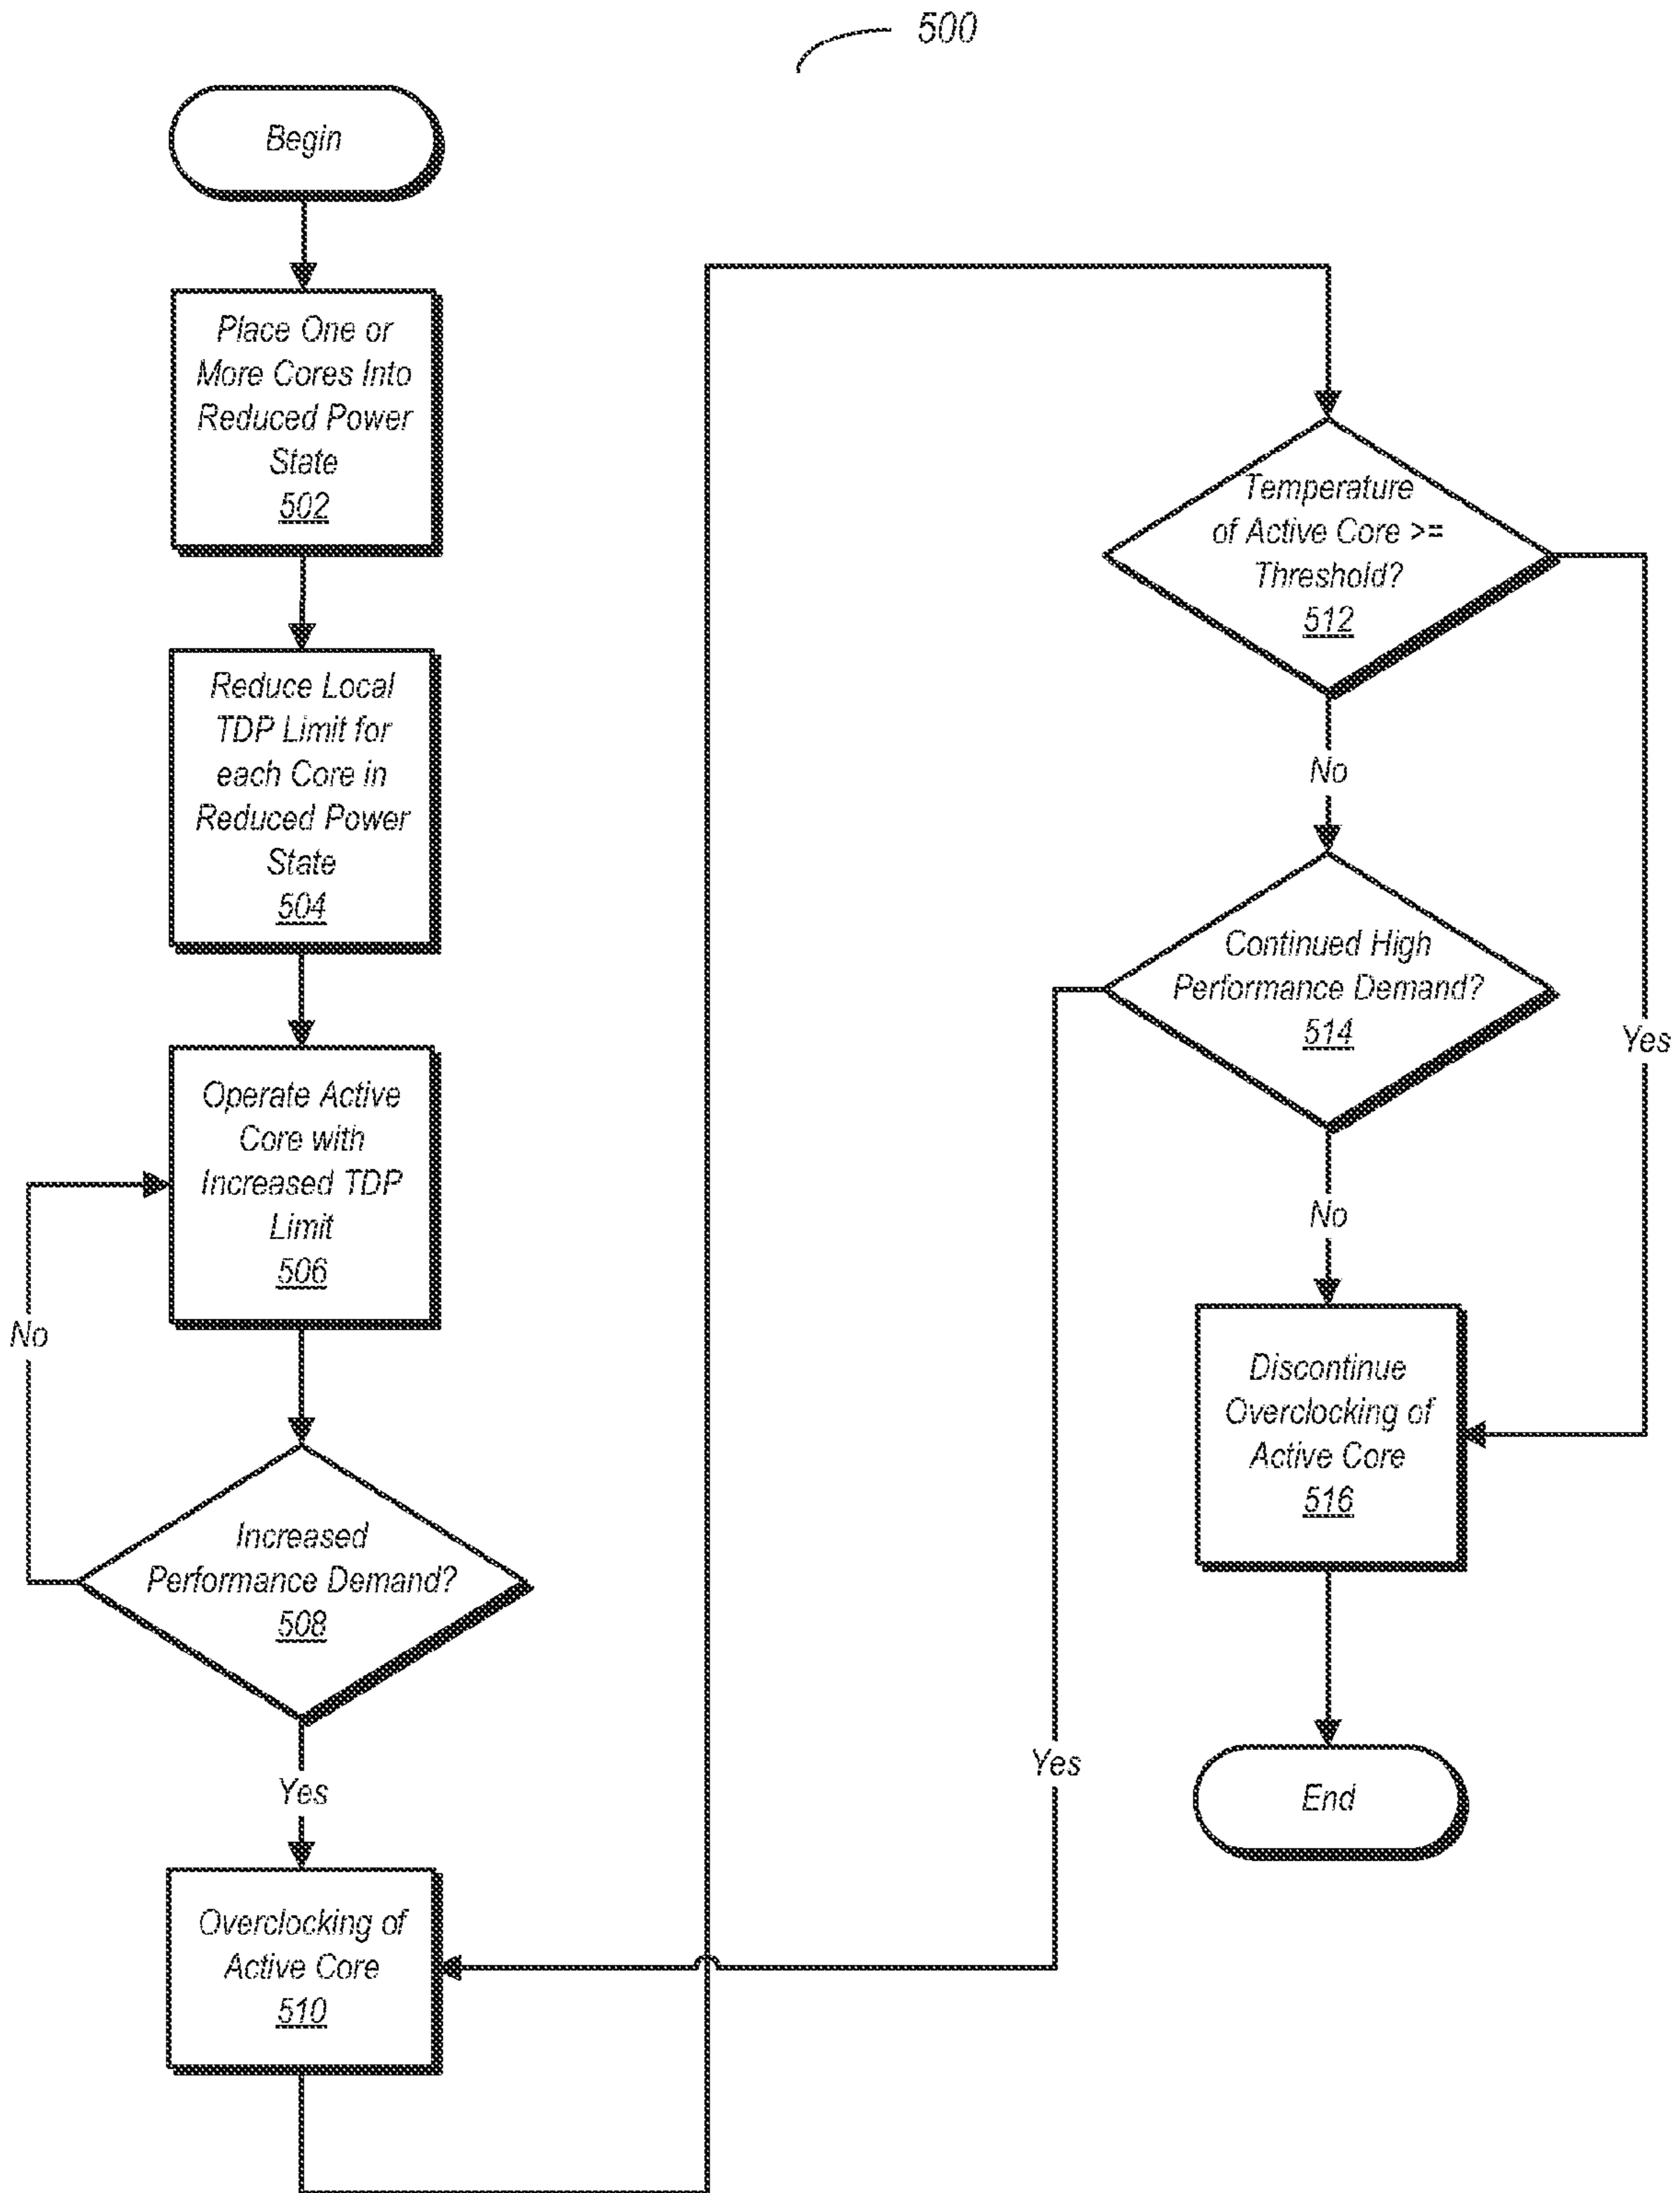 500
Begin
Place One or
More Cores Into
Reduced Power
State
502
Reduce Local
TDP Limit for
each Core in
Reduced Power
State
504
Operate Active
Core with
Increased TDP
Limit
506
No
Increased
Performance Demand?
508
Yes
Overclocking of
Active Core
510
Temperature
of Active Core >=
Threshold?
512
No
Yes
Continued High
Performance Demand?
514
No
Yes
Discontinue
Overclocking of
Active Core
516
End